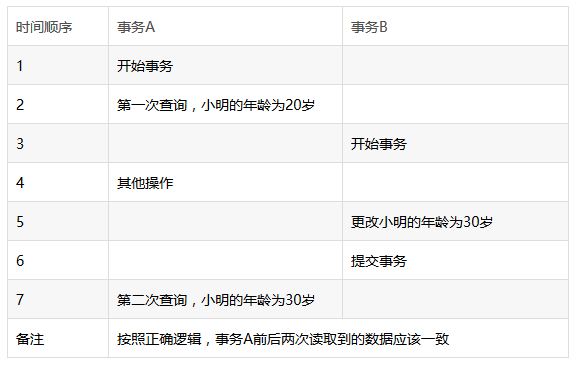 时间顺序 事务A 事务B
1 开始事务
2 第一次查询，小明的年龄为20岁
3 开始事务
4 其他操作
5 更改小明的年龄为30岁
6 提交事务
7 第二次查询，小明的年龄为30岁
备注 按照正确逻辑，事务A前后两次读取到的数据应该一致